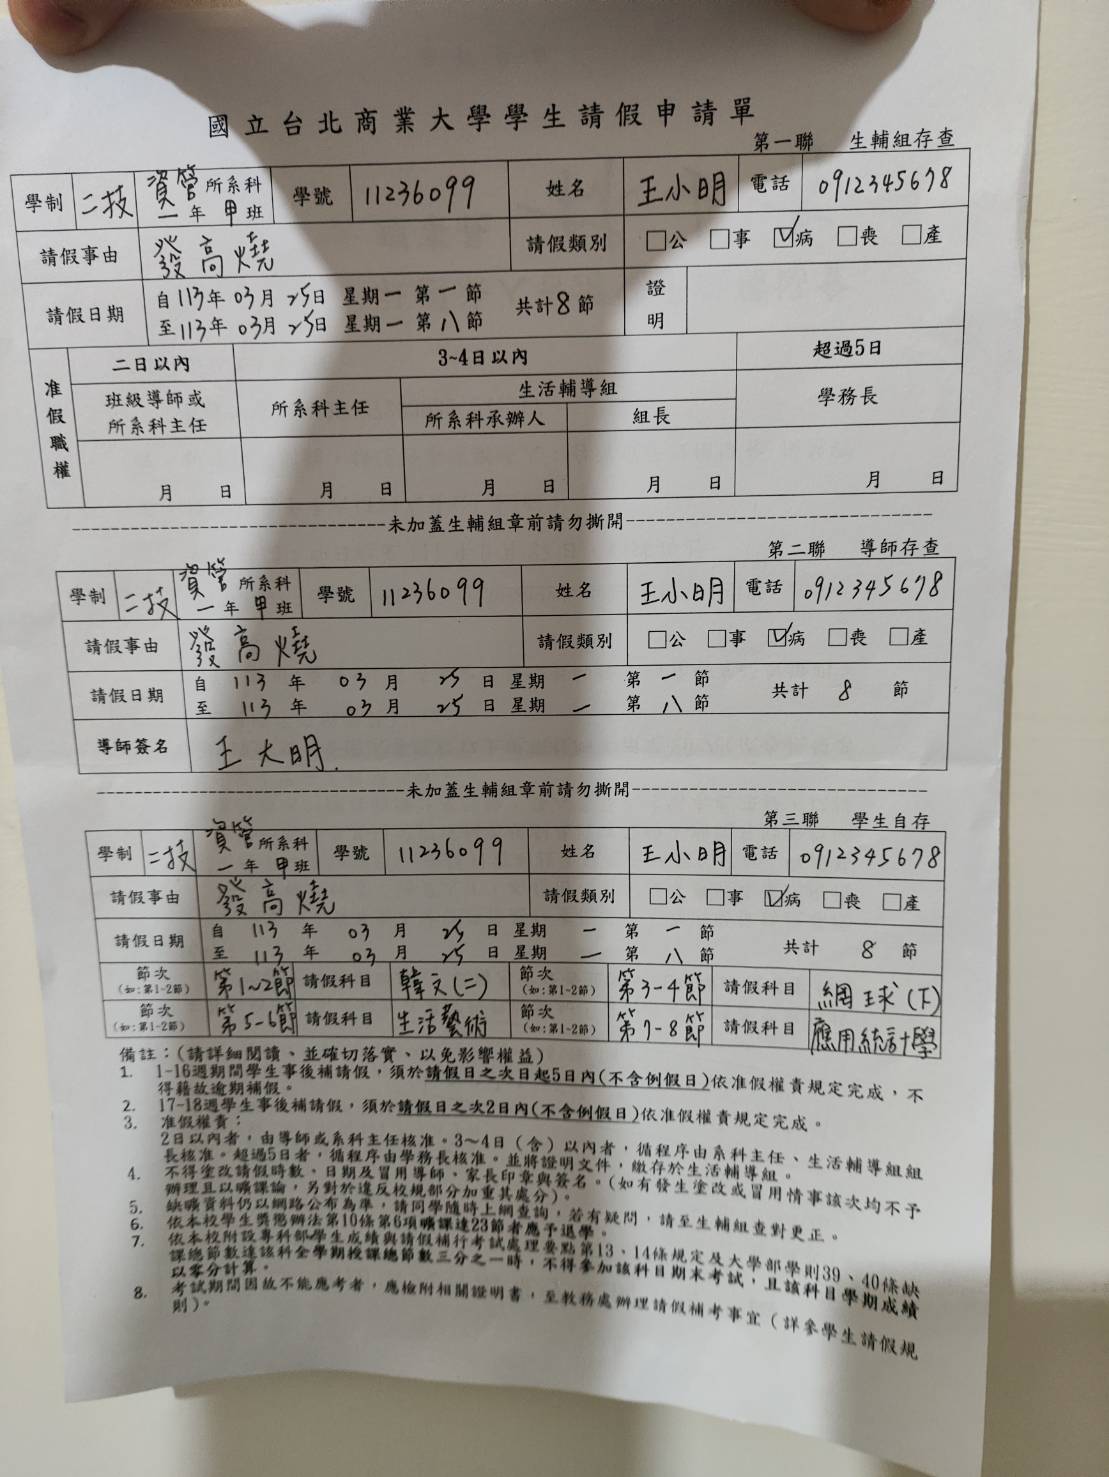 國立台北商業大學學生請假申請單
第一聯 生輔組存查
學制 二技 資管 所系科 一年 甲班 學號 11236099 姓名 王小明 電話 0912345678
請假事由 發高燒 請假類別 □公 □事 ☑病 □喪 □產
請假日期 自113年03月25日 星期一 第一節 共計8節 證明
至113年03月25日 星期一 第八節
准假職權 二日以內 3~4日以內 超過5日
班級導師或所系科主任 所系科主任 生活輔導組 學務長
所系科承辦人 組長
月 日 月 日 月 日 月 日 月 日
未加蓋生輔組章前請勿撕開
第二聯 導師存查
學制 二技 資管 所系科 一年 甲班 學號 11236099 姓名 王小明 電話 0912345678
請假事由 發高燒 請假類別 □公 □事 ☑病 □喪 □產
請假日期 自 113 年 03 月 25 日 星期 一 第 一 節 共計 8 節
至 113 年 03 月 25 日 星期 一 第 八 節
導師簽名 王大明.
未加蓋生輔組章前請勿撕開
第三聯 學生自存
學制 二技 資管 所系科 一年 甲班 學號 11236099 姓名 王小明 電話 0912345678
請假事由 發高燒 請假類別 □公 □事 ☑病 □喪 □產
請假日期 自 113 年 03 月 25 日 星期 一 第 一 節 共計 8 節
至 113 年 03 月 25 日 星期 一 第 八 節
節次(如:第1-2節) 第1~2節 請假科目 韓文(二) 節次(如:第1-2節) 第3-4節 請假科目 網球(下)
節次(如:第1-2節) 第5-6節 請假科目 生活藝術 節次(如:第1-2節) 第7-8節 請假科目 應用統計學
備註：(請詳細閱讀、並確切落實、以免影響權益)
1. 1-16週期間學生事後補請假，須於請假日之次日起5日內(不含例假日)依准假權責規定完成，不
得藉故逾期補假。
2. 17-18週學生事後補請假，須於請假日之次2日內(不含例假日)依准假權責規定完成。
3. 准假權責：
2日以內者，由導師或系科主任核准。3~4日（含）以內者，循程序由系科主任、生活輔導組組
長核准。超過5日者，循程序由學務長核准。並將證明文件，繳存於生活輔導組。
4. 不得塗改請假時數、日期及冒用導師、家長印章與簽名。(如有發生塗改或冒用情事該次均不予
辦理且以曠課論，另對於違反校規部分加重其處分)。
5. 缺曠資料仍以網路公布為準，請同學隨時上網查詢，若有疑問，請至生輔組查對更正。
6. 依本校學生獎懲辦法第10條第6項曠課達23節者應予退學。
7. 依本校附設專科部學生成績與請假補行考試處理要點第13、14條規定及大學部學則39、40條缺
課總節數達該科全學期授課總節數三分之一時，不得參加該科目期末考試，且該科目學期成績
以零分計算。
8. 考試期間因故不能應考者，應檢附相關證明書，至教務處辦理請假補考事宜（詳參學生請假規
則）。